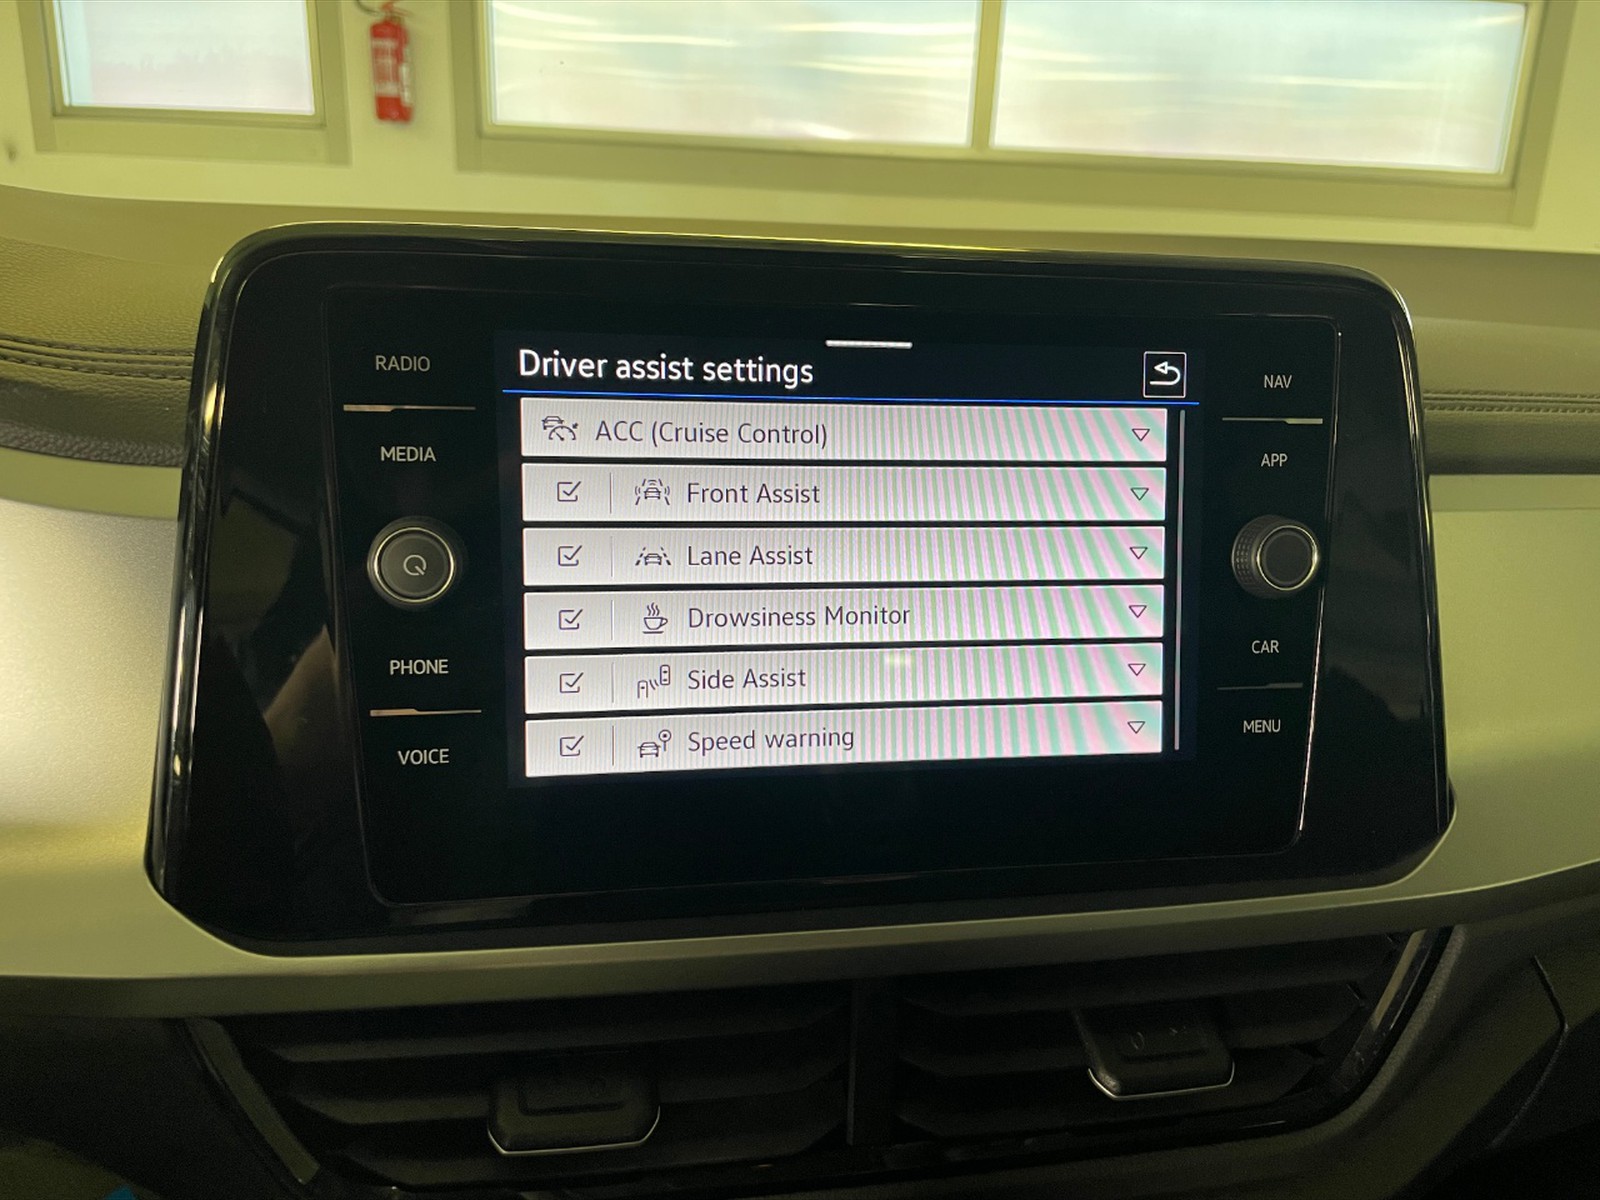 RADIO
MEDIA
PHONE
VOICE
Driver assist settings
ACC (Cruise Control)
Front Assist
Lane Assist
Drowsiness Monitor
Side Assist
Speed warning
NAV
APP
CAR
MENU